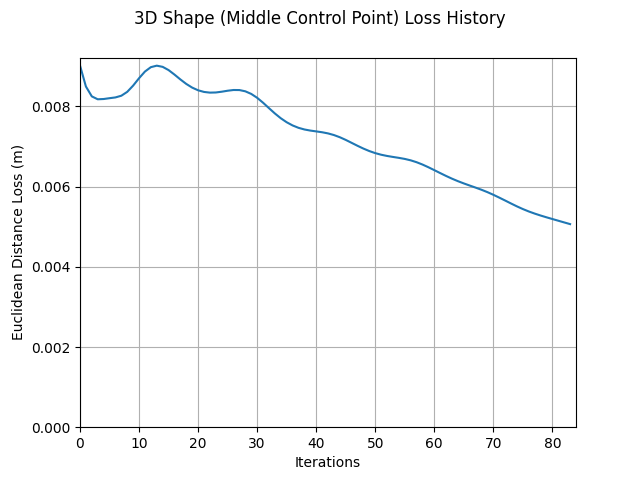 3D Shape (Middle Control Point) Loss History
Euclidean Distance Loss (m)
0.008
0.006
0.004
0.002
0.000
0 10 20 30 40 50 60 70 80
Iterations